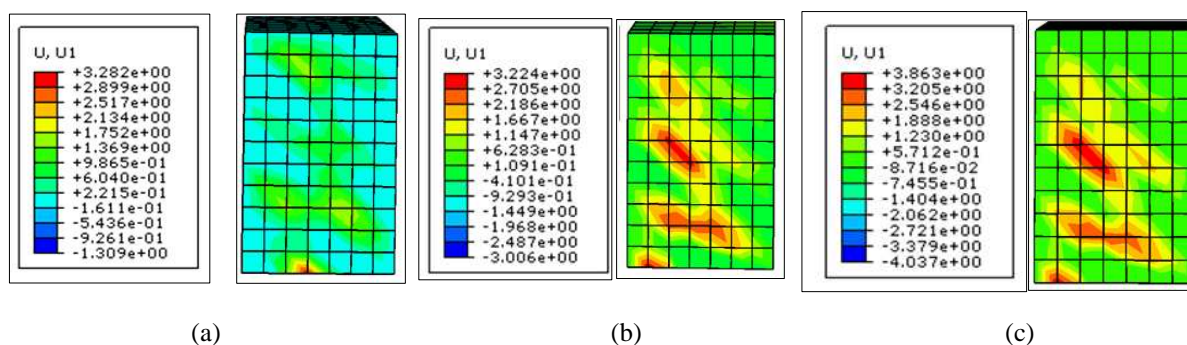 U, U1
+3.282e+00
+2.899e+00
+2.517e+00
+2.134e+00
+1.752e+00
+1.369e+00
+9.865e-01
+6.040e-01
+2.215e-01
-1.611e-01
-5.436e-01
-9.261e-01
-1.309e+00
U, U1
+3.224e+00
+2.705e+00
+2.186e+00
+1.667e+00
+1.147e+00
+6.283e-01
+1.091e-01
-4.101e-01
-9.293e-01
-1.449e+00
-1.968e+00
-2.487e+00
-3.006e+00
U, U1
+3.863e+00
+3.205e+00
+2.546e+00
+1.888e+00
+1.230e+00
+5.712e-01
-8.716e-02
-7.455e-01
-1.404e+00
-2.062e+00
-2.721e+00
-3.379e+00
-4.037e+00
(a) (b) (c)